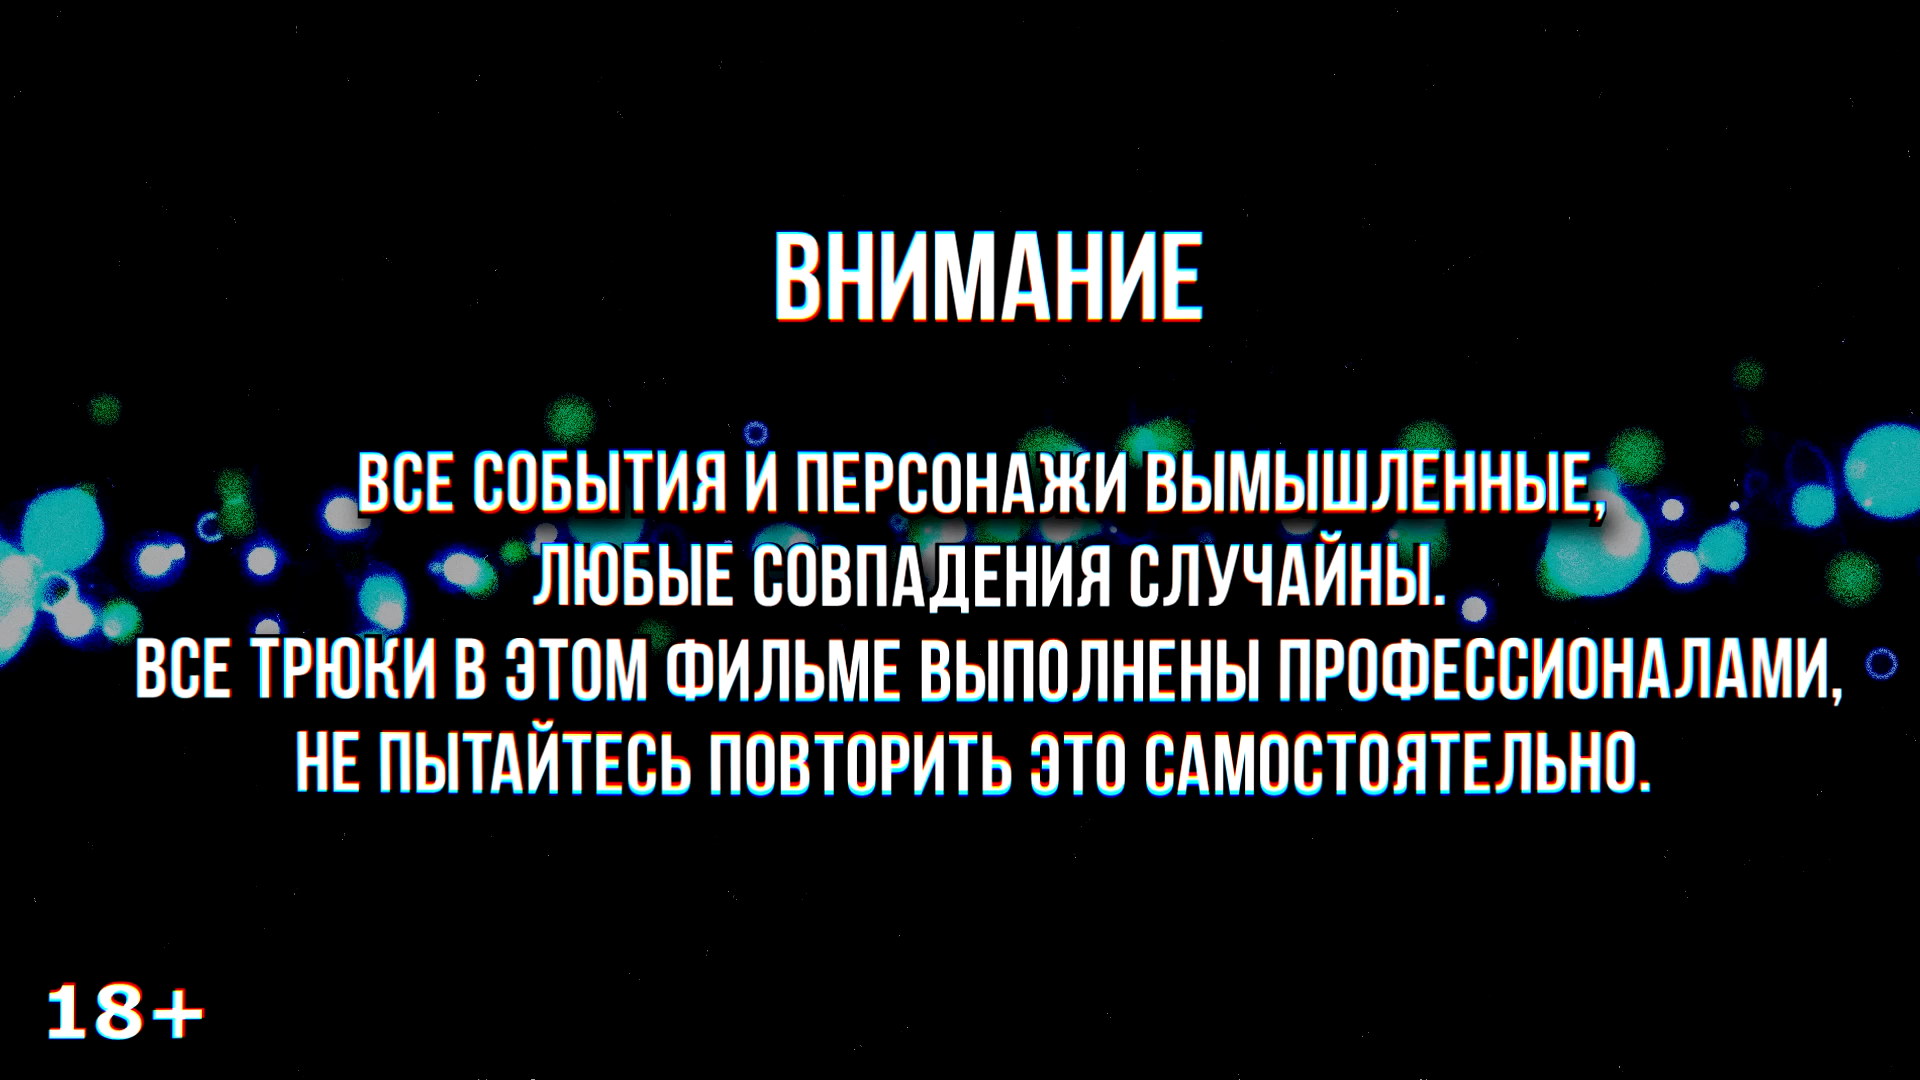 ВНИМАНИЕ
ВСЕ СОБЫТИЯ И ПЕРСОНАЖИ ВЫМЫШЛЕННЫЕ,
ЛЮБЫЕ СОВПАДЕНИЯ СЛУЧАЙНЫ.
ВСЕ ТРЮКИ В ЭТОМ ФИЛЬМЕ ВЫПОЛНЕНЫ ПРОФЕССИОНАЛАМИ,
НЕ ПЫТАЙТЕСЬ ПОВТОРИТЬ ЭТО САМОСТОЯТЕЛЬНО.
18+